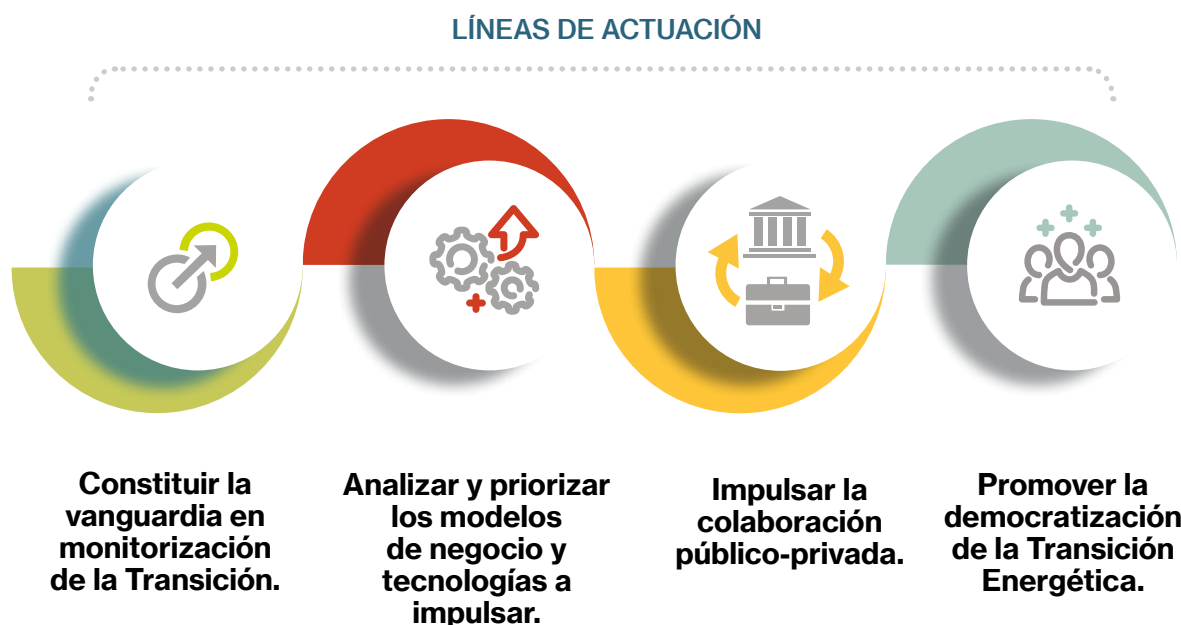 LÍNEAS DE ACTUACIÓN
Constituir la
vanguardia en
monitorización
de la Transición.
Analizar y priorizar
los modelos
de negocio y
tecnologías a
impulsar.
Impulsar la
colaboración
público-privada.
Promover la
democratización
de la Transición
Energética.